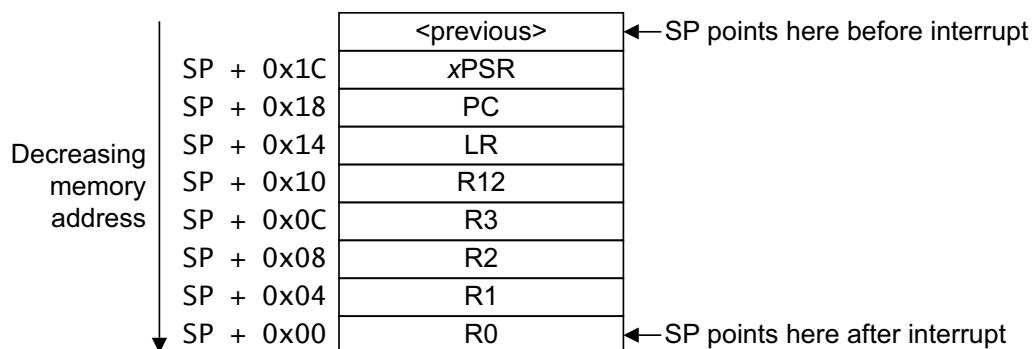 <previous> SP points here before interrupt
SP + 0x1C xPSR
SP + 0x18 PC
SP + 0x14 LR
Decreasing
memory
address
SP + 0x10 R12
SP + 0x0C R3
SP + 0x08 R2
SP + 0x04 R1
SP + 0x00 R0 SP points here after interrupt